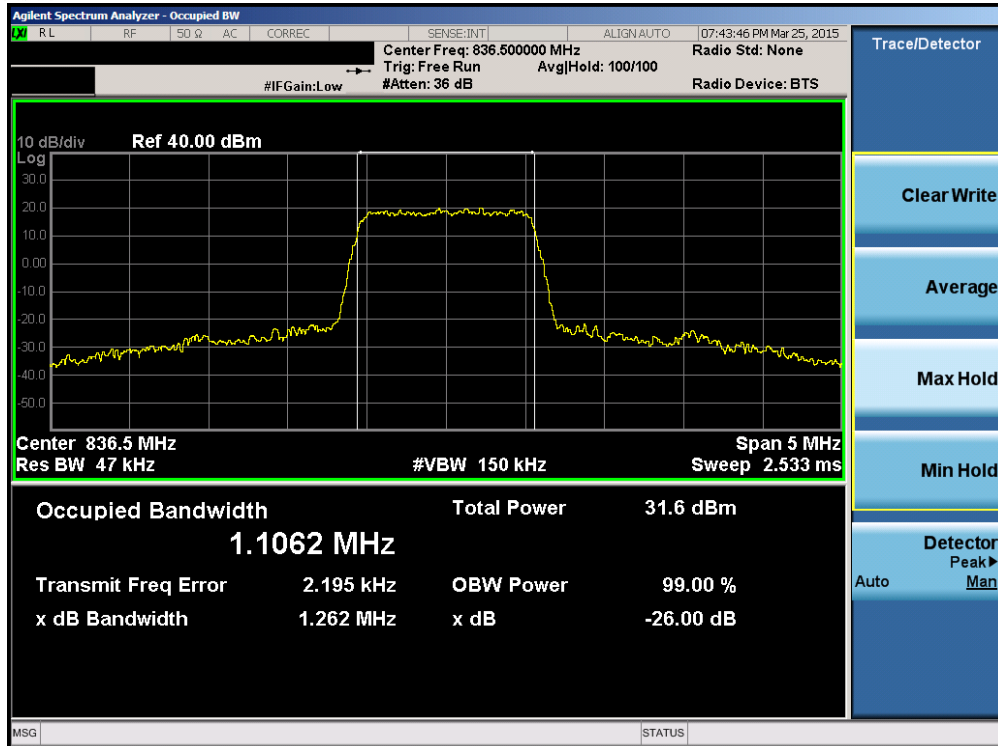 Agilent Spectrum Analyzer - Occupied BW
LXI RL RF 50 Ω AC CORREC SENSE:INT ALIGN AUTO 07:43:46 PM Mar 25, 2015
Center Freq: 836.500000 MHz Radio Std: None
Trig: Free Run Avg|Hold: 100/100
#IFGain:Low #Atten: 36 dB Radio Device: BTS
10 dB/div Ref 40.00 dBm
Log
30.0
20.0
10.0
0.00
-10.0
-20.0
-30.0
-40.0
-50.0
Center 836.5 MHz Span 5 MHz
Res BW 47 kHz #VBW 150 kHz Sweep 2.533 ms
Occupied Bandwidth Total Power 31.6 dBm
1.1062 MHz
Transmit Freq Error 2.195 kHz OBW Power 99.00 %
x dB Bandwidth 1.262 MHz x dB -26.00 dB
MSG STATUS
Trace/Detector
Clear Write
Average
Max Hold
Min Hold
Detector
Peak▶
Auto Man